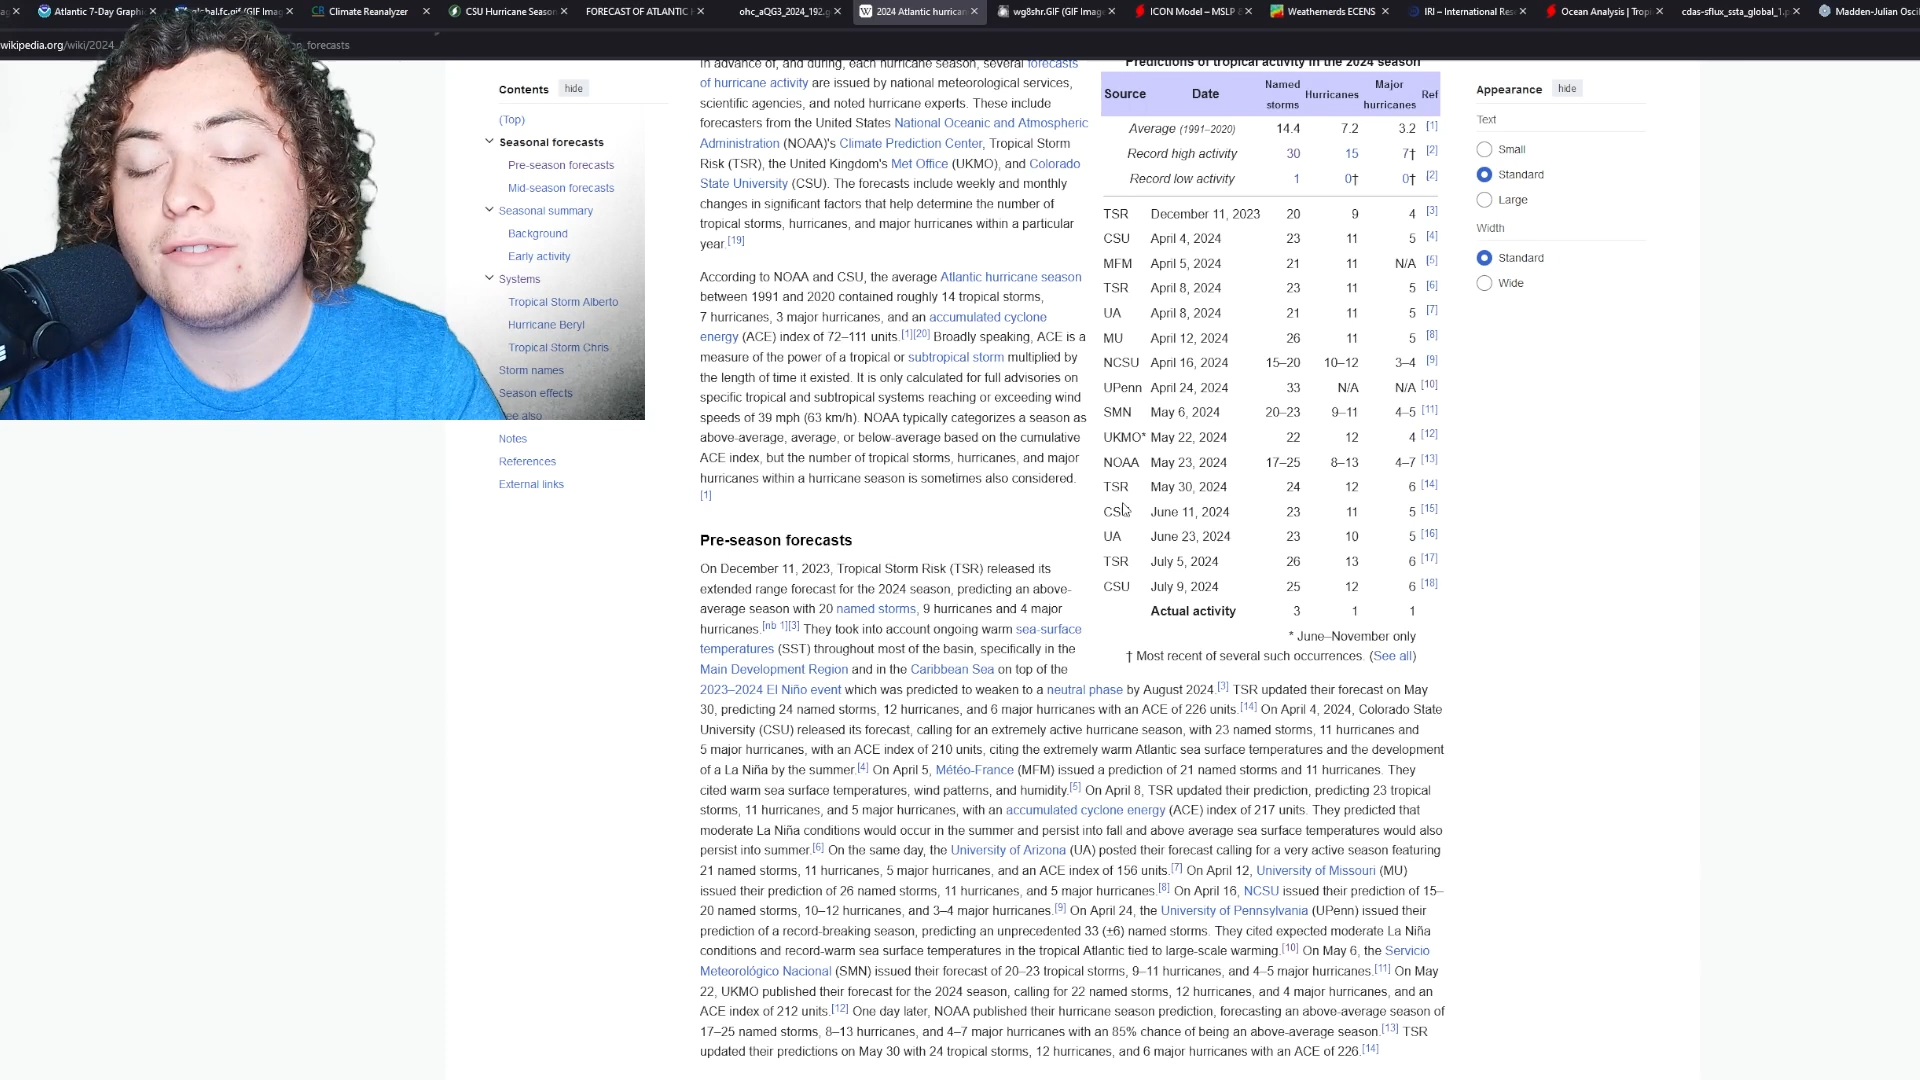 Atlantic 7-Day Graphi
global.fc.gif (GIF Imag
Climate Reanalyzer
CSU Hurricane Season
FORECAST OF ATLANTIC
ohc_aQG3_2024_192.g
2024 Atlantic hurrican
wg8shr.GIF (GIF Image
ICON Model – MSLP &
Weathernerds ECENS
IRI – International Res
Ocean Analysis | Trop
cdas-sflux_ssta_global_1.p
Madden-Julian Oscil
wikipedia.org/wiki/2024_
_forecasts
Contents hide
(Top)
Seasonal forecasts
Pre-season forecasts
Mid-season forecasts
Seasonal summary
Background
Early activity
Systems
Tropical Storm Alberto
Hurricane Beryl
Tropical Storm Chris
Storm names
Season effects
See also
Notes
References
External links
In advance of, and during, each hurricane season, several forecasts
of hurricane activity are issued by national meteorological services,
scientific agencies, and noted hurricane experts. These include
forecasters from the United States National Oceanic and Atmospheric
Administration (NOAA)'s Climate Prediction Center, Tropical Storm
Risk (TSR), the United Kingdom's Met Office (UKMO), and Colorado
State University (CSU). The forecasts include weekly and monthly
changes in significant factors that help determine the number of
tropical storms, hurricanes, and major hurricanes within a particular
year.[19]
According to NOAA and CSU, the average Atlantic hurricane season
between 1991 and 2020 contained roughly 14 tropical storms,
7 hurricanes, 3 major hurricanes, and an accumulated cyclone
energy (ACE) index of 72–111 units.[1][20] Broadly speaking, ACE is a
measure of the power of a tropical or subtropical storm multiplied by
the length of time it existed. It is only calculated for full advisories on
specific tropical and subtropical systems reaching or exceeding wind
speeds of 39 mph (63 km/h). NOAA typically categorizes a season as
above-average, average, or below-average based on the cumulative
ACE index, but the number of tropical storms, hurricanes, and major
hurricanes within a hurricane season is sometimes also considered.
[1]
Predictions of tropical activity in the 2024 season
Source Date Named storms Hurricanes Major hurricanes Ref
Average (1991–2020) 14.4 7.2 3.2 [1]
Record high activity 30 15 7† [2]
Record low activity 1 0† 0† [2]
TSR December 11, 2023 20 9 4 [3]
CSU April 4, 2024 23 11 5 [4]
MFM April 5, 2024 21 11 N/A [5]
TSR April 8, 2024 23 11 5 [6]
UA April 8, 2024 21 11 5 [7]
MU April 12, 2024 26 11 5 [8]
NCSU April 16, 2024 15–20 10–12 3–4 [9]
UPenn April 24, 2024 33 N/A N/A [10]
SMN May 6, 2024 20–23 9–11 4–5 [11]
UKMO* May 22, 2024 22 12 4 [12]
NOAA May 23, 2024 17–25 8–13 4–7 [13]
TSR May 30, 2024 24 12 6 [14]
CSU June 11, 2024 23 11 5 [15]
UA June 23, 2024 23 10 5 [16]
TSR July 5, 2024 26 13 6 [17]
CSU July 9, 2024 25 12 6 [18]
Actual activity 3 1 1
* June–November only
† Most recent of several such occurrences. (See all)
Pre-season forecasts
On December 11, 2023, Tropical Storm Risk (TSR) released its
extended range forecast for the 2024 season, predicting an above-
average season with 20 named storms, 9 hurricanes and 4 major
hurricanes.[nb 1][3] They took into account ongoing warm sea-surface
temperatures (SST) throughout most of the basin, specifically in the
Main Development Region and in the Caribbean Sea on top of the
2023–2024 El Niño event which was predicted to weaken to a neutral phase by August 2024.[3] TSR updated their forecast on May
30, predicting 24 named storms, 12 hurricanes, and 6 major hurricanes with an ACE of 226 units.[14] On April 4, 2024, Colorado State
University (CSU) released its forecast, calling for an extremely active hurricane season, with 23 named storms, 11 hurricanes and
5 major hurricanes, with an ACE index of 210 units, citing the extremely warm Atlantic sea surface temperatures and the development
of a La Niña by the summer.[4] On April 5, Météo-France (MFM) issued a prediction of 21 named storms and 11 hurricanes. They
cited warm sea surface temperatures, wind patterns, and humidity.[5] On April 8, TSR updated their prediction, predicting 23 tropical
storms, 11 hurricanes, and 5 major hurricanes, with an accumulated cyclone energy (ACE) index of 217 units. They predicted that
moderate La Niña conditions would occur in the summer and persist into fall and above average sea surface temperatures would also
persist into summer.[6] On the same day, the University of Arizona (UA) posted their forecast calling for a very active season featuring
21 named storms, 11 hurricanes, 5 major hurricanes, and an ACE index of 156 units.[7] On April 12, University of Missouri (MU)
issued their prediction of 26 named storms, 11 hurricanes, and 5 major hurricanes.[8] On April 16, NCSU issued their prediction of 15–
20 named storms, 10–12 hurricanes, and 3–4 major hurricanes.[9] On April 24, the University of Pennsylvania (UPenn) issued their
prediction of a record-breaking season, predicting an unprecedented 33 (±6) named storms. They cited expected moderate La Niña
conditions and record-warm sea surface temperatures in the tropical Atlantic tied to large-scale warming.[10] On May 6, the Servicio
Meteorológico Nacional (SMN) issued their forecast of 20–23 tropical storms, 9–11 hurricanes, and 4–5 major hurricanes.[11] On May
22, UKMO published their forecast for the 2024 season, calling for 22 named storms, 12 hurricanes, and 4 major hurricanes, and an
ACE index of 212 units.[12] One day later, NOAA published their hurricane season prediction, forecasting an above-average season of
17–25 named storms, 8–13 hurricanes, and 4–7 major hurricanes with an 85% chance of being an above-average season.[13] TSR
updated their predictions on May 30 with 24 tropical storms, 12 hurricanes, and 6 major hurricanes with an ACE of 226.[14]
Appearance hide
Text
Small
Standard
Large
Width
Standard
Wide